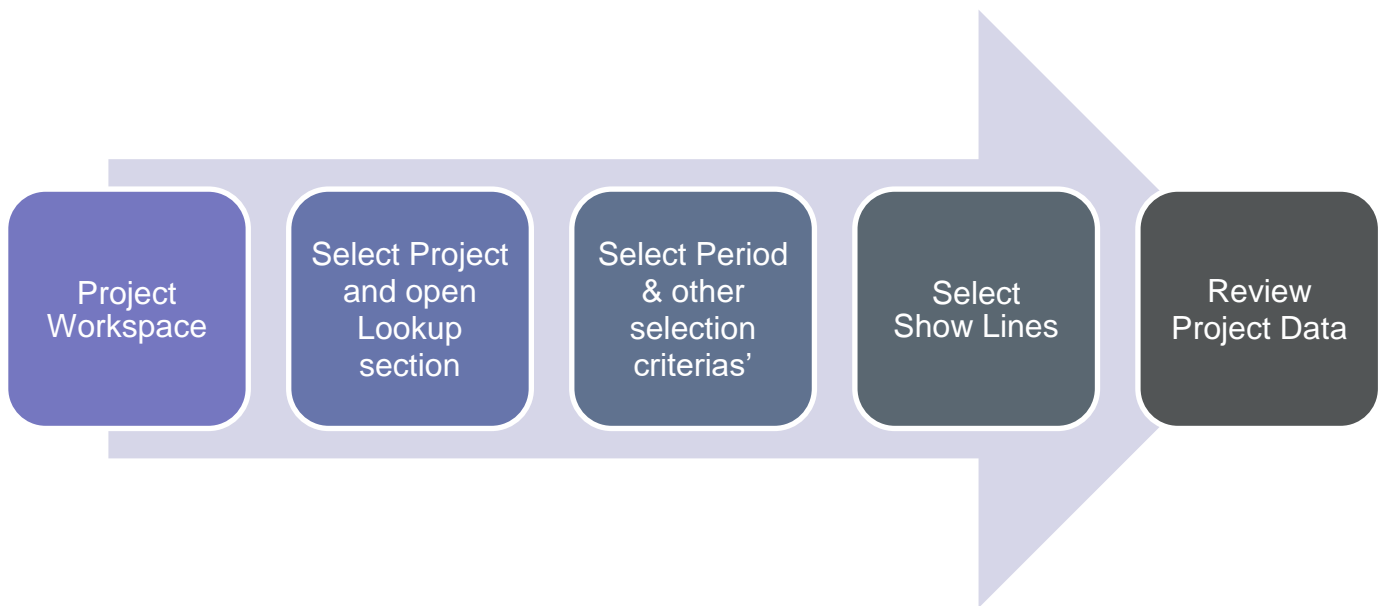 Project
Workspace
Select Project
and open
Lookup
section
Select Period
& other
selection
criterias’
Select
Show Lines
Review
Project Data